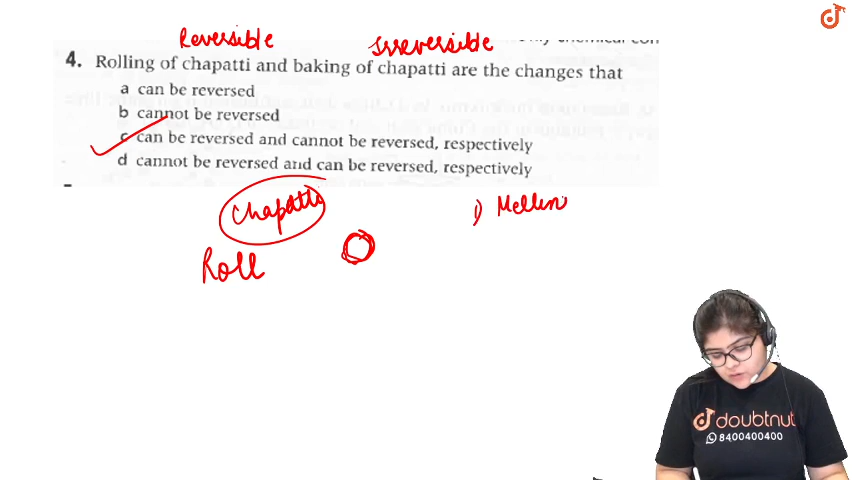 Reversible Irreversible
4. Rolling of chapatti and baking of chapatti are the changes that
a can be reversed
b cannot be reversed
c can be reversed and cannot be reversed, respectively
d cannot be reversed and can be reversed, respectively
Chapatti
1) Meltin
Roll
doubtnut
8400400400